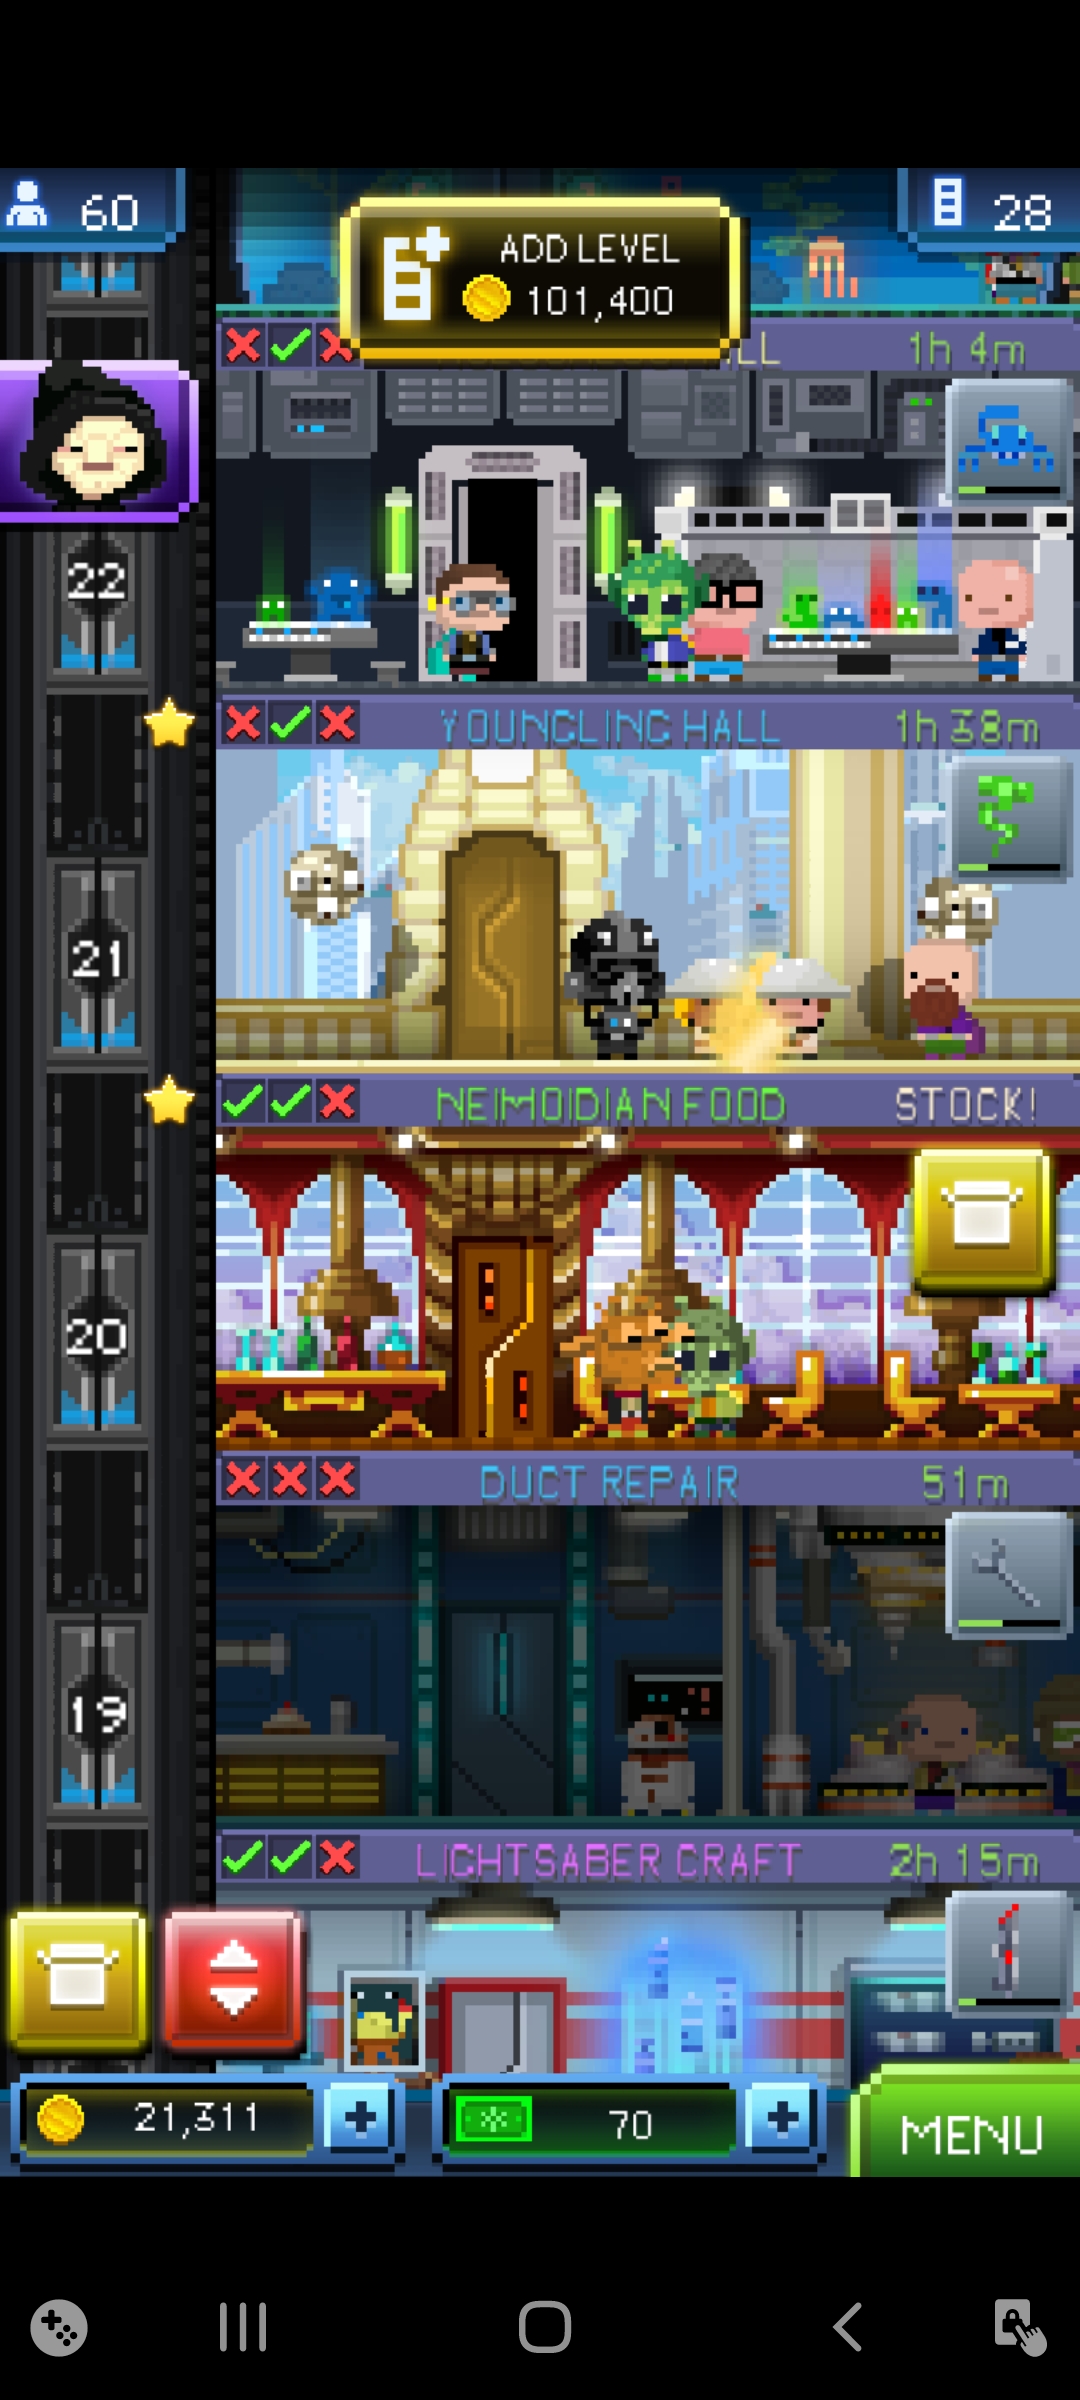 60
ADD LEVEL
101,400
28
LL
1h 4m
22
YOUNGLING HALL
1h 38m
21
NEIMOIDIAN FOOD
STOCK!
20
DUCT REPAIR
51m
19
LIGHTSABER CRAFT
2h 15m
21,311
70
MENU